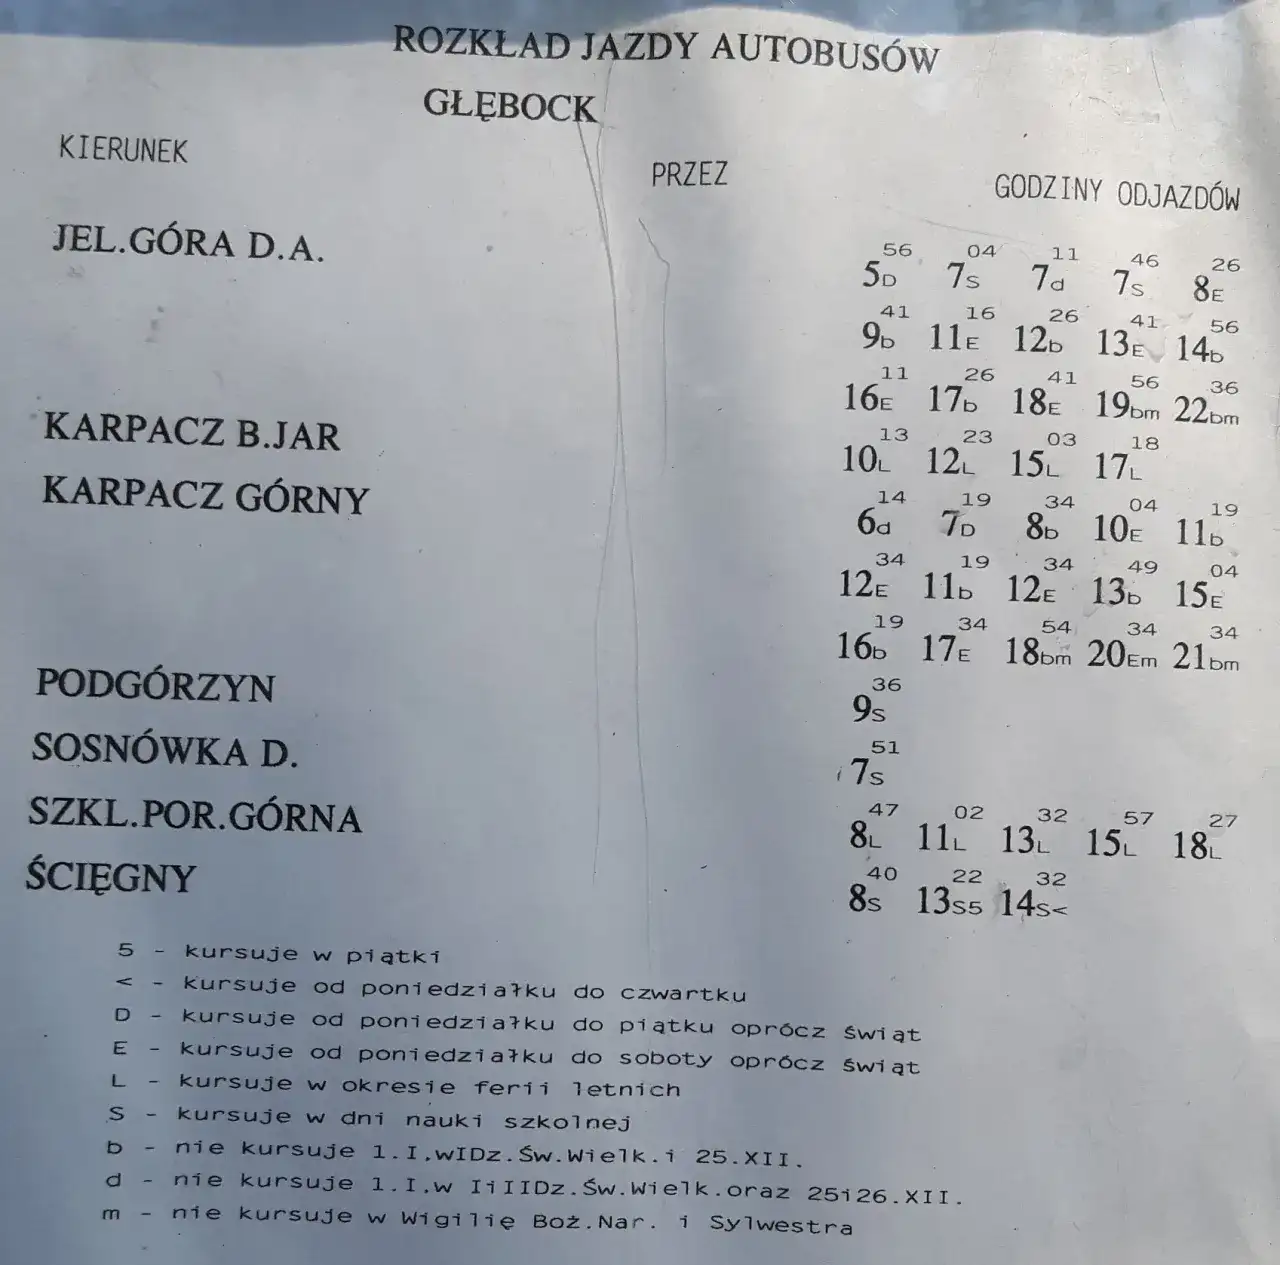 ROZKŁAD JAZDY AUTOBUSÓW
GŁĘBOCK
KIERUNEK PRZEZ GODZINY ODJAZDÓW
JEL.GÓRA D.A. 5 56 D 7 04 S 7 11 d 7 46 S 8 26 E
9 41 b 11 16 E 12 26 b 13 41 E 14 56 b
16 11 E 17 26 b 18 41 E 19 56 bm 22 36 bm
KARPACZ B.JAR 10 13 L 12 23 L 15 03 L 17 18 L
KARPACZ GÓRNY 6 14 d 7 19 D 8 34 b 10 04 E 11 19 b
12 34 E 11 19 b 12 34 E 13 49 b 15 04 E
16 19 b 17 34 E 18 54 bm 20 34 Em 21 34 bm
PODGÓRZYN 9 36 S
SOSNÓWKA D. 7 51 S
SZKL.POR.GÓRNA 8 47 L 11 02 L 13 32 L 15 57 L 18 27 L
ŚCIĘGNY 8 40 S 13 22 S5 14 32 S<
5 - kursuje w piątki
< - kursuje od poniedziałku do czwartku
D - kursuje od poniedziałku do piątku oprócz świąt
E - kursuje od poniedziałku do soboty oprócz świąt
L - kursuje w okresie ferii letnich
S - kursuje w dni nauki szkolnej
b - nie kursuje 1.I.wIDz.Św.Wielk.i 25.XII.
d - nie kursuje 1.I.w IiIIDz.Św.Wielk.oraz 25i26.XII.
m - nie kursuje w Wigilię Boż.Nar. i Sylwestra